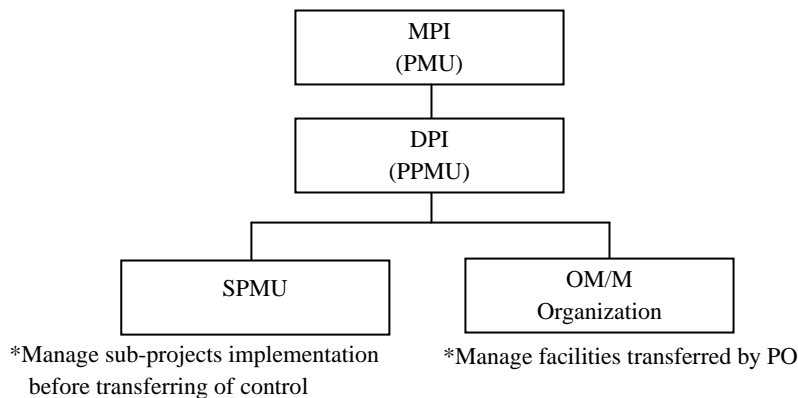 MPI
(PMU)
DPI
(PPMU)
SPMU
OM/M
Organization
*Manage sub-projects implementation
before transferring of control
*Manage facilities transferred by PO